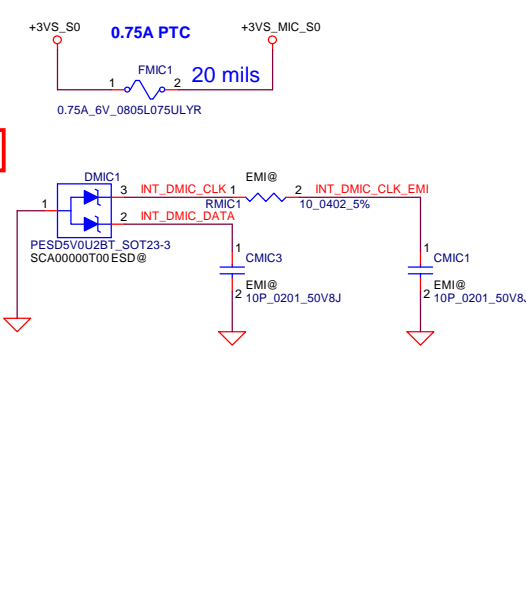 +3VS_S0
0.75A PTC
+3VS_MIC_S0
FMIC1
1
2
20 mils
0.75A_6V_0805L075ULYR
DMIC1
EMI@
3
INT_DMIC_CLK
1
2
INT_DMIC_CLK_EMI
RMIC1
10_0402_5%
1
2
INT_DMIC_DATA
PESD5V0U2BT_SOT23-3
SCA00000T00
ESD@
1
CMIC3
EMI@
2
10P_0201_50V8J
1
CMIC1
EMI@
2
10P_0201_50V8J